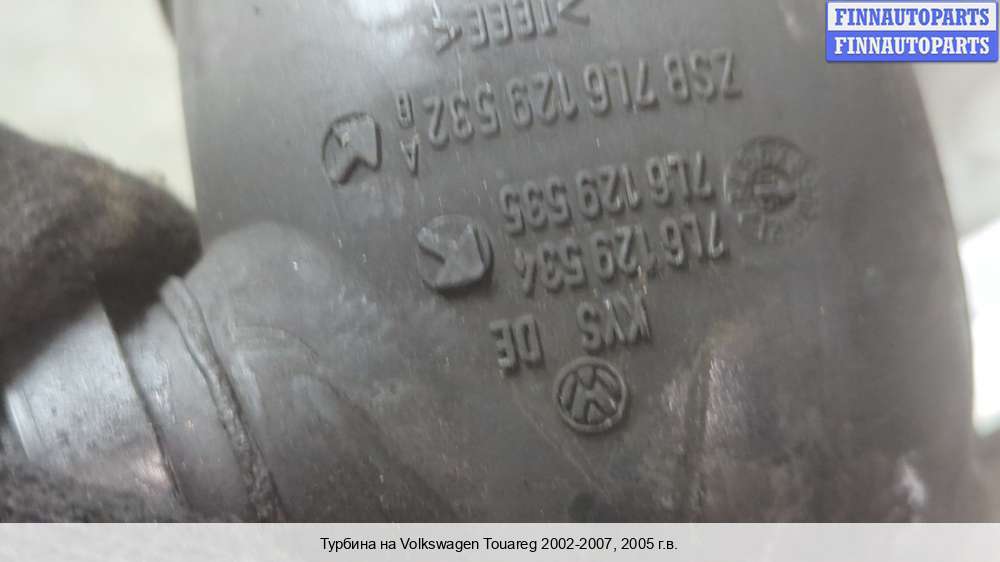 FINNAUTOPARTS
FINNAUTOPARTS
KYS DE
7L6 129 534
7L6 129 535
ZSB 7L6 129 532 A
B
Турбина на Volkswagen Touareg 2002-2007, 2005 г.в.